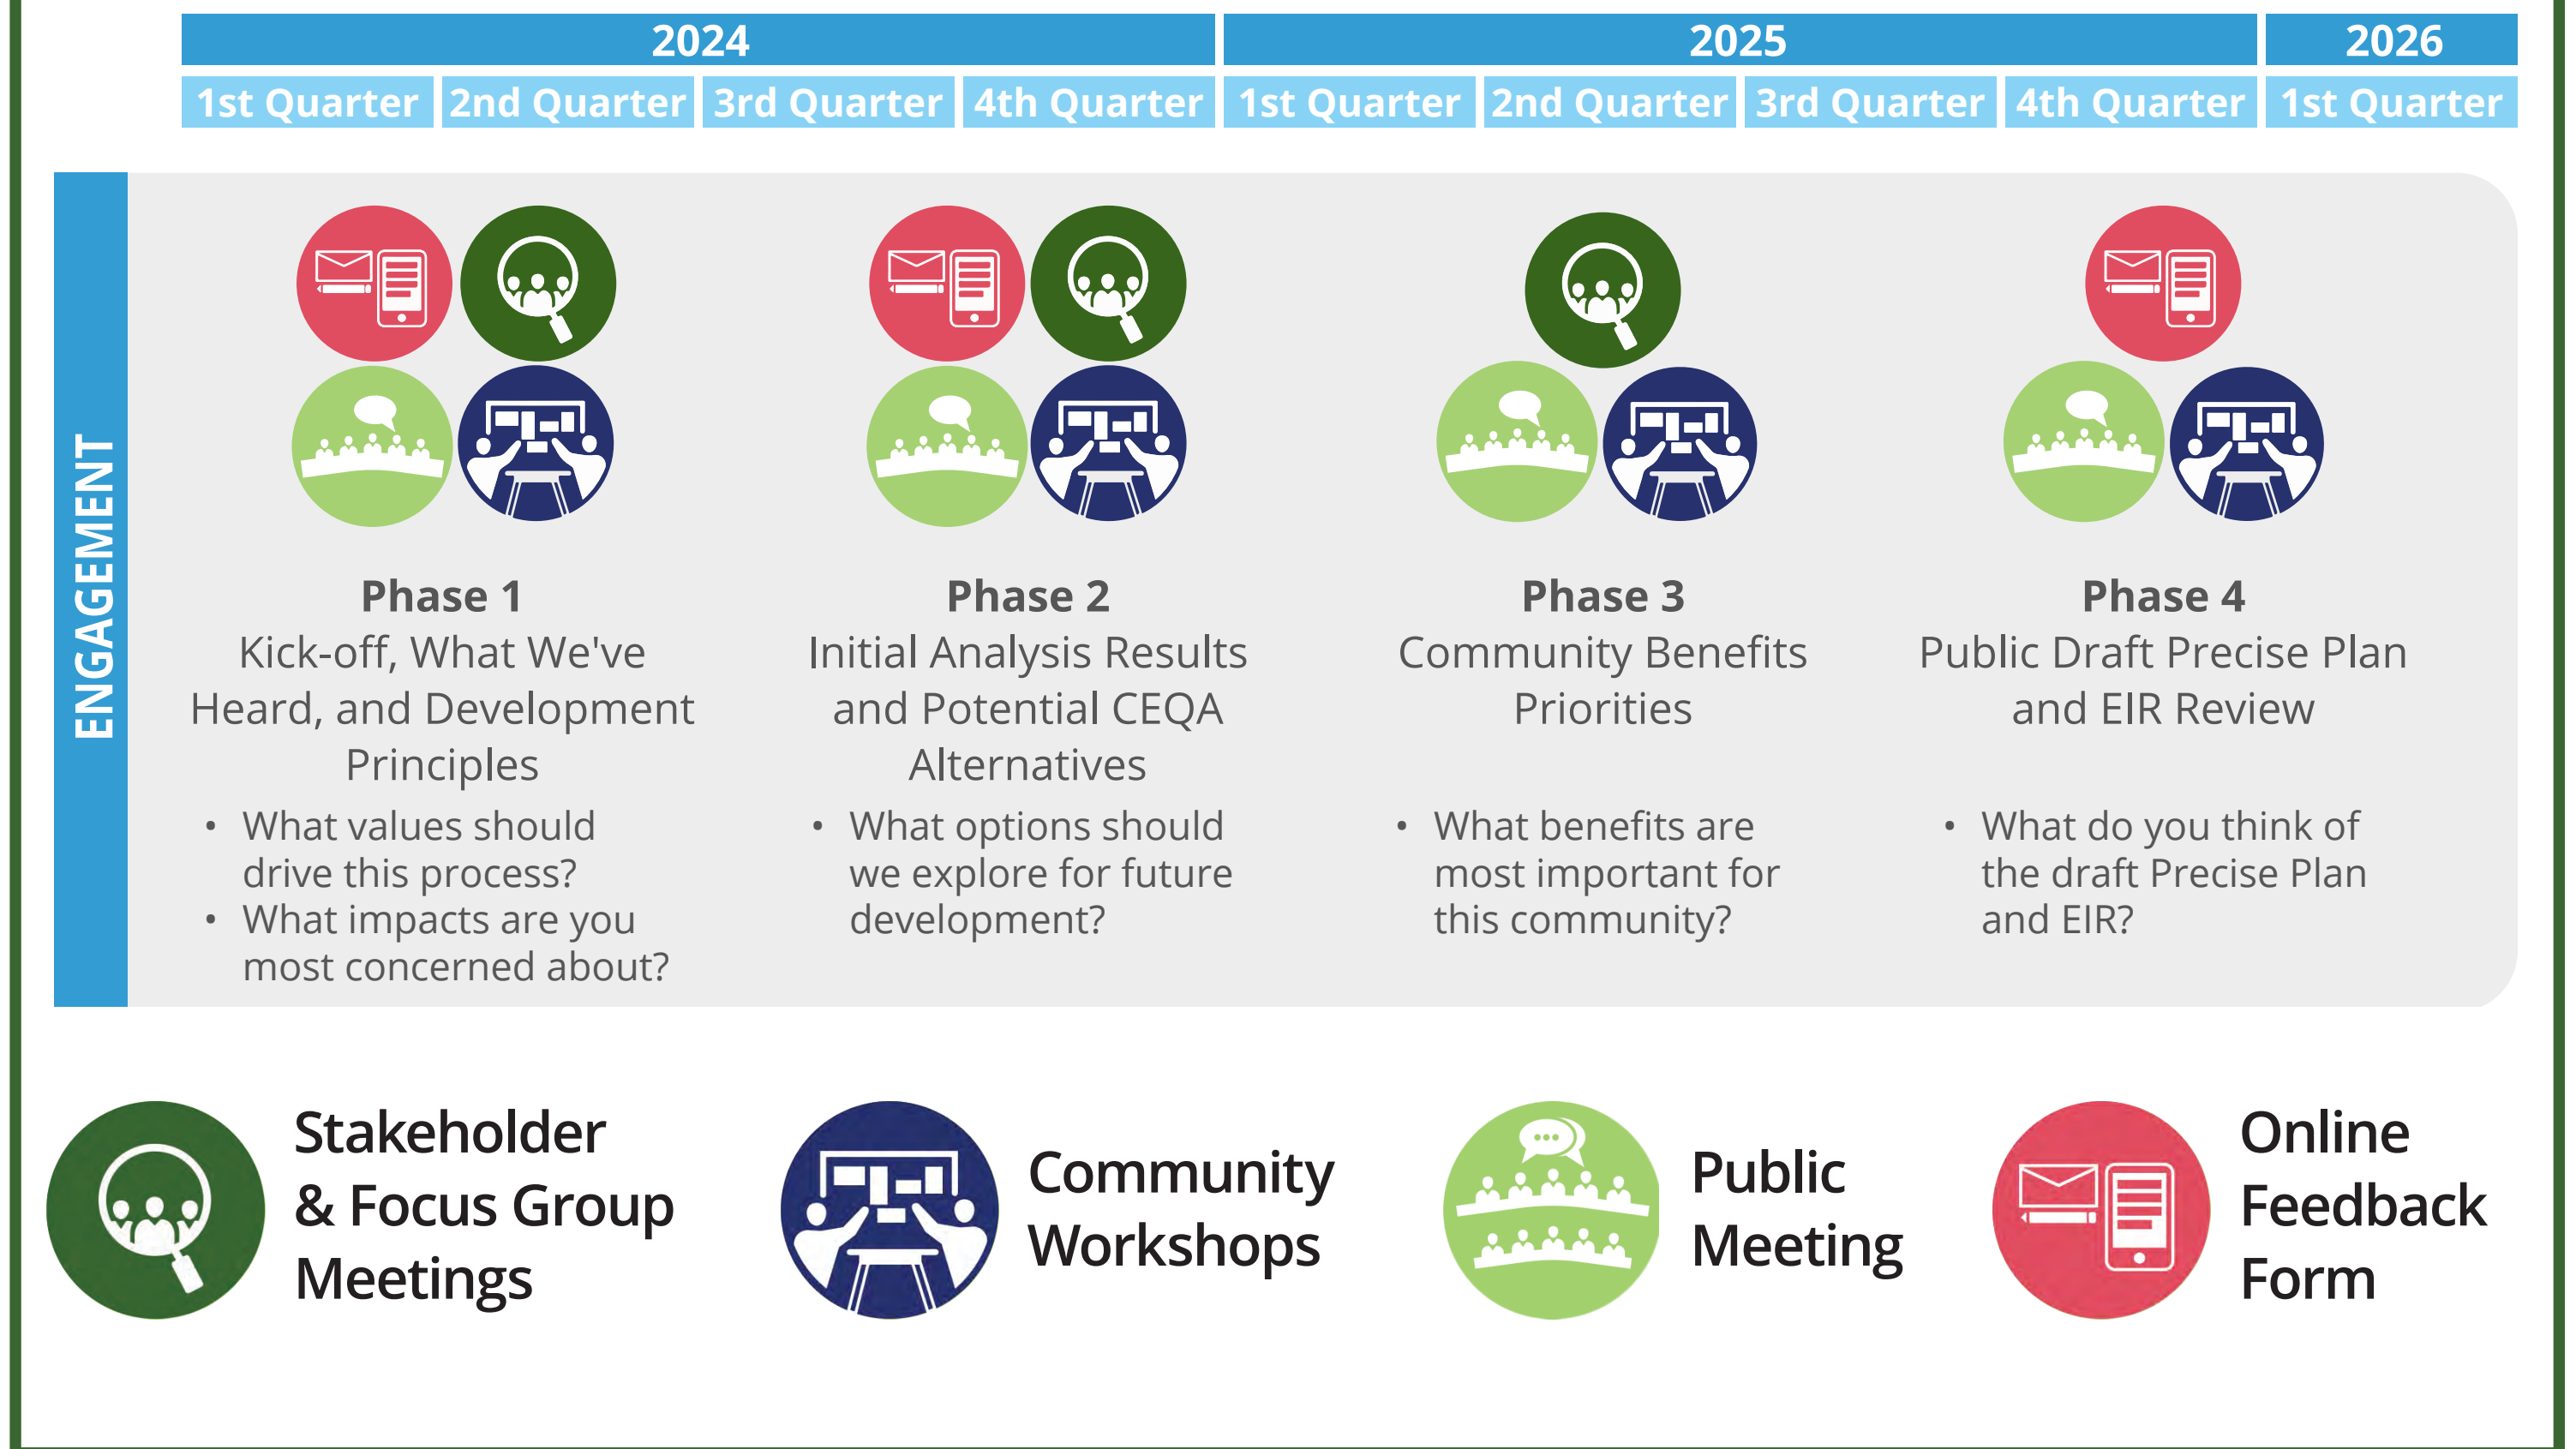 2024
2025
2026
1st Quarter
2nd Quarter
3rd Quarter
4th Quarter
1st Quarter
2nd Quarter
3rd Quarter
4th Quarter
1st Quarter
ENGAGEMENT
Phase 1
Kick-off, What We've
Heard, and Development
Principles
• What values should
drive this process?
• What impacts are you
most concerned about?
Phase 2
Initial Analysis Results
and Potential CEQA
Alternatives
• What options should
we explore for future
development?
Phase 3
Community Benefits
Priorities
• What benefits are
most important for
this community?
Phase 4
Public Draft Precise Plan
and EIR Review
• What do you think of
the draft Precise Plan
and EIR?
Stakeholder
& Focus Group
Meetings
Community
Workshops
Public
Meeting
Online
Feedback
Form